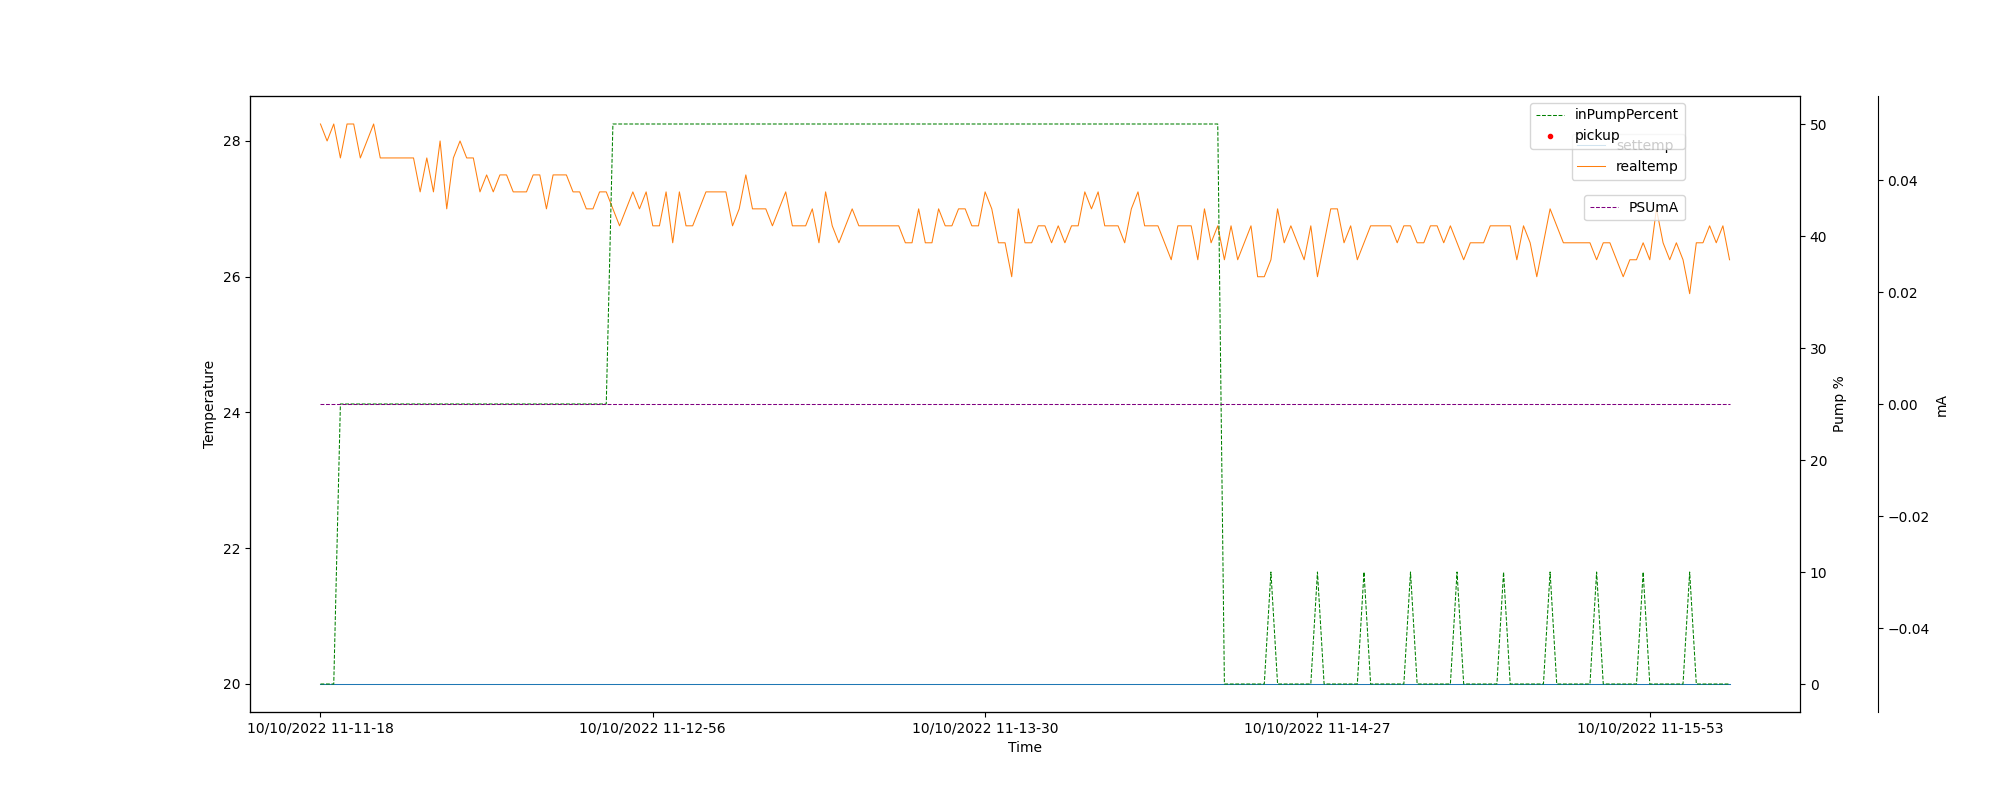 inPumpPercent
pickup
settemp
realtemp
PSUmA
28
26
24
22
20
Temperature
50
40
30
20
10
0
Pump %
0.04
0.02
0.00
−0.02
−0.04
mA
10/10/2022 11-11-18
10/10/2022 11-12-56
10/10/2022 11-13-30
10/10/2022 11-14-27
10/10/2022 11-15-53
Time